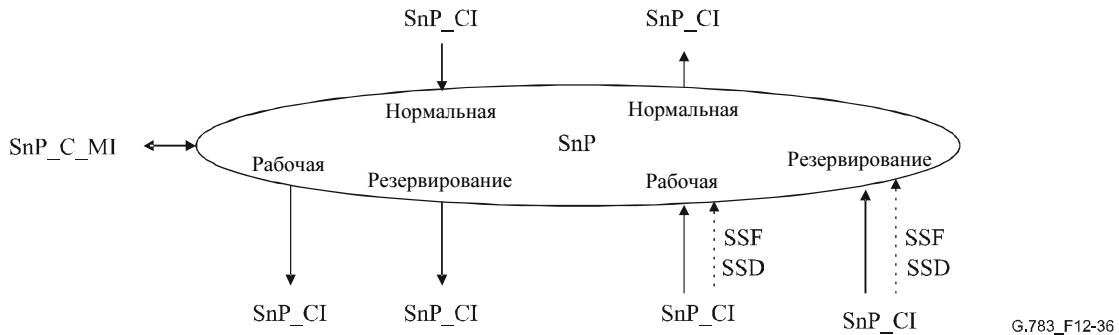 SnP_CI
SnP_CI
Нормальная
Нормальная
SnP_C_MI
SnP
Рабочая
Резервирование
Рабочая
Резервирование
SSF
SSD
SSF
SSD
SnP_CI
SnP_CI
SnP_CI
SnP_CI
G.783_F12-36